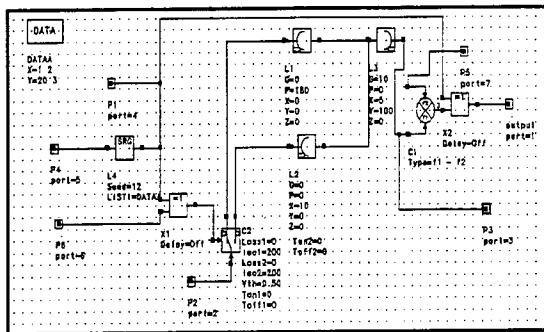 DATA
DATAA
X=1 2
Y=20*3
P1
port=4
SRC
P4
port=5
L4
Seed=12
LIST1=DATAA
=1
P6
port=6
X1
Delay=Off
P2
port=2
C2
Loss1=0
Iso1=200
Loss2=0
Iso2=200
Vth=0.50
Ton1=0
Toff1=0
Ton2=0
Toff2=0
L1
G=0
P=180
X=0
Y=0
Z=0
L2
G=0
P=0
X=10
Y=0
Z=0
L3
G=10
P=0
X=5
Y=100
Z=0
C1
Type=f1 - f2
=1
X2
Delay=Off
P5
port=7
output
port=1
P3
port=3